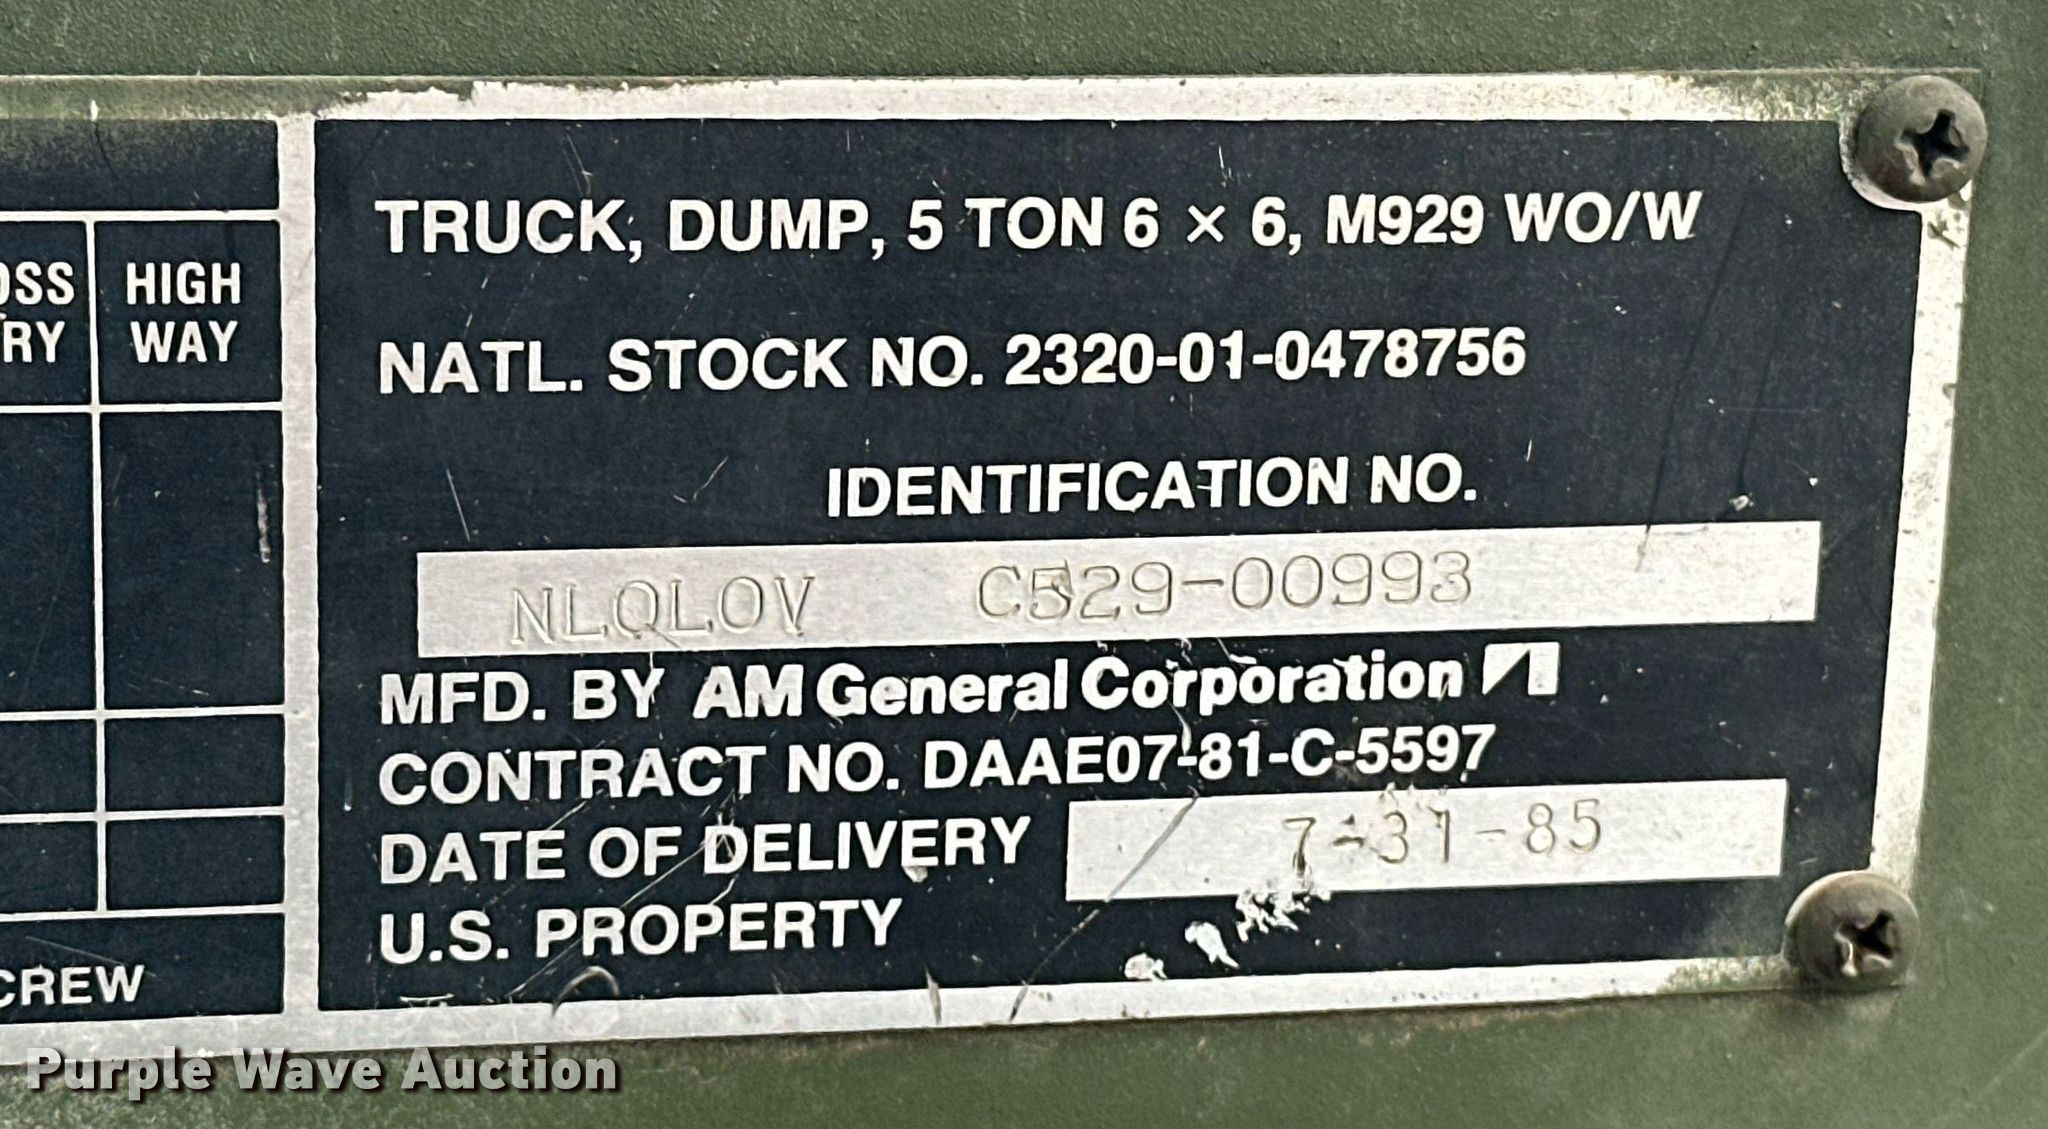 OSS
RY
HIGH
WAY
CREW
TRUCK, DUMP, 5 TON 6 × 6, M929 WO/W
NATL. STOCK NO. 2320-01-0478756
IDENTIFICATION NO.
NLQLOV C529-00993
MFD. BY AM General Corporation
CONTRACT NO. DAAE07-81-C-5597
DATE OF DELIVERY 7-31-85
U.S. PROPERTY
Purple Wave Auction